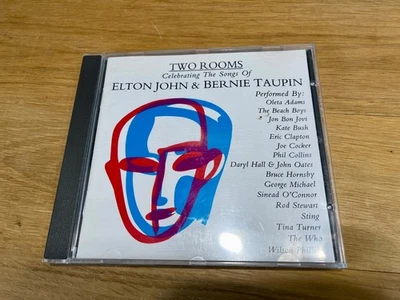 TWO ROOMS
Celebrating The Songs Of
ELTON JOHN & BERNIE TAUPIN
Performed By:
Oleta Adams
The Beach Boys
Jon Bon Jovi
Kate Bush
Eric Clapton
Joe Cocker
Phil Collins
Daryl Hall & John Oates
Bruce Hornsby
George Michael
Sinead O'Connor
Rod Stewart
Sting
Tina Turner
The Who
Wilson